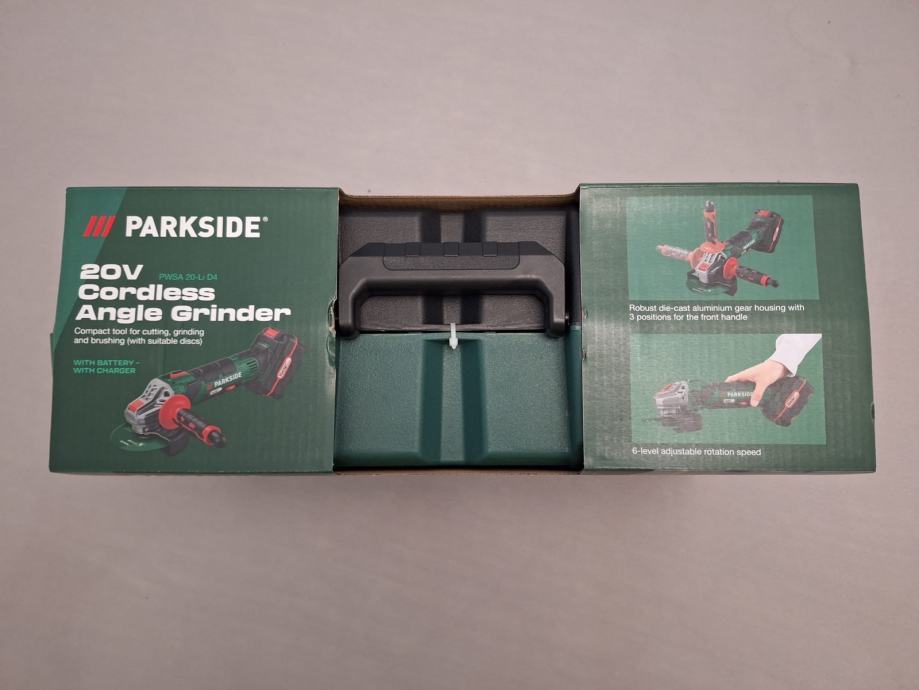 PARKSIDE®
20V PWSA 20-Li D4
Cordless
Angle Grinder
Compact tool for cutting, grinding
and brushing (with suitable discs)
WITH BATTERY –
WITH CHARGER
PARKSIDE
Robust die-cast aluminium gear housing with
3 positions for the front handle
PARKSIDE
6-level adjustable rotation speed